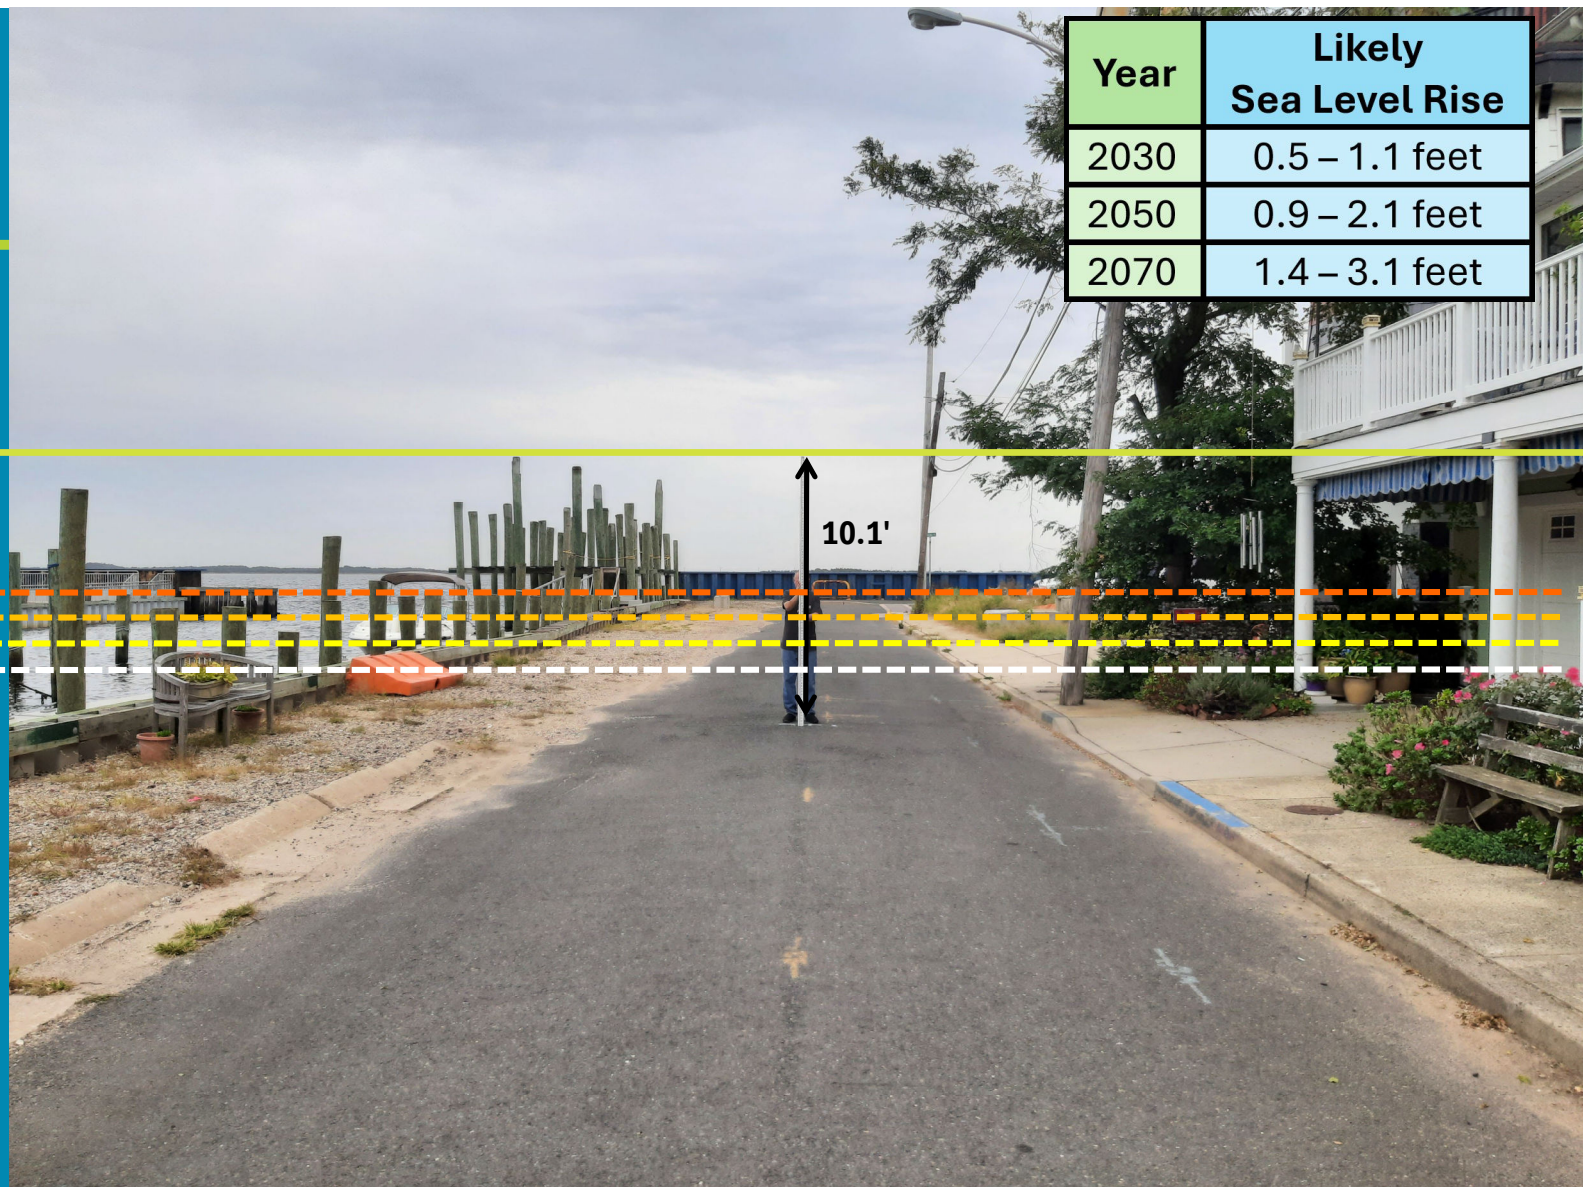 Year
Likely
Sea Level Rise
2030
0.5 – 1.1 feet
2050
0.9 – 2.1 feet
2070
1.4 – 3.1 feet
10.1'